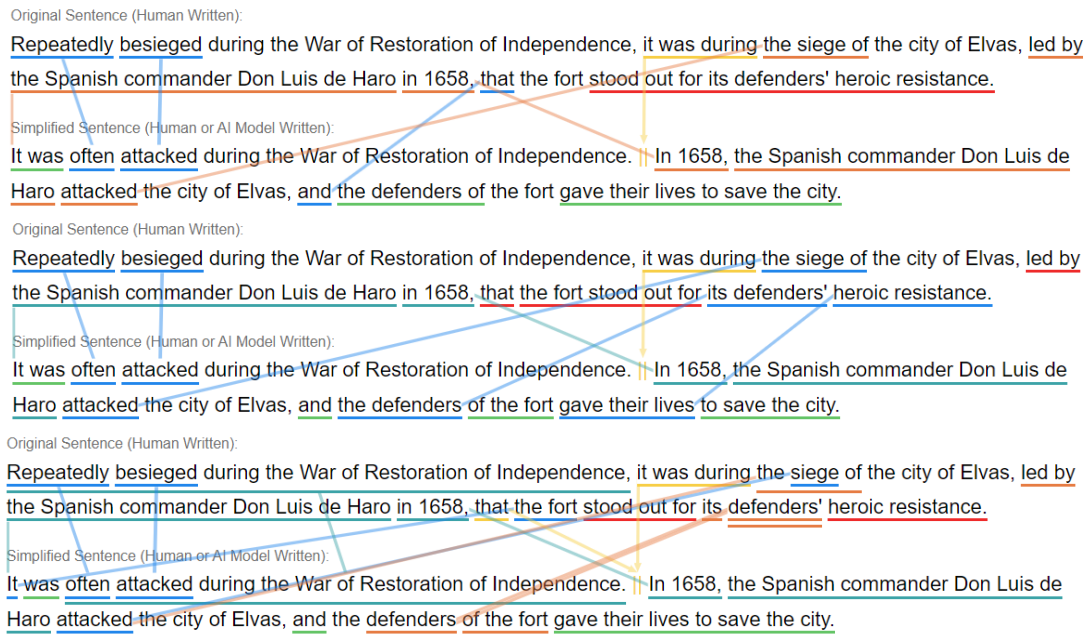 Original Sentence (Human Written):
Repeatedly besieged during the War of Restoration of Independence, it was during the siege of the city of Elvas, led by
the Spanish commander Don Luis de Haro in 1658, that the fort stood out for its defenders' heroic resistance.
Simplified Sentence (Human or AI Model Written):
It was often attacked during the War of Restoration of Independence. || In 1658, the Spanish commander Don Luis de
Haro attacked the city of Elvas, and the defenders of the fort gave their lives to save the city.
Original Sentence (Human Written):
Repeatedly besieged during the War of Restoration of Independence, it was during the siege of the city of Elvas, led by
the Spanish commander Don Luis de Haro in 1658, that the fort stood out for its defenders' heroic resistance.
Simplified Sentence (Human or AI Model Written):
It was often attacked during the War of Restoration of Independence. || In 1658, the Spanish commander Don Luis de
Haro attacked the city of Elvas, and the defenders of the fort gave their lives to save the city.
Original Sentence (Human Written):
Repeatedly besieged during the War of Restoration of Independence, it was during the siege of the city of Elvas, led by
the Spanish commander Don Luis de Haro in 1658, that the fort stood out for its defenders' heroic resistance.
Simplified Sentence (Human or AI Model Written):
It was often attacked during the War of Restoration of Independence. || In 1658, the Spanish commander Don Luis de
Haro attacked the city of Elvas, and the defenders of the fort gave their lives to save the city.